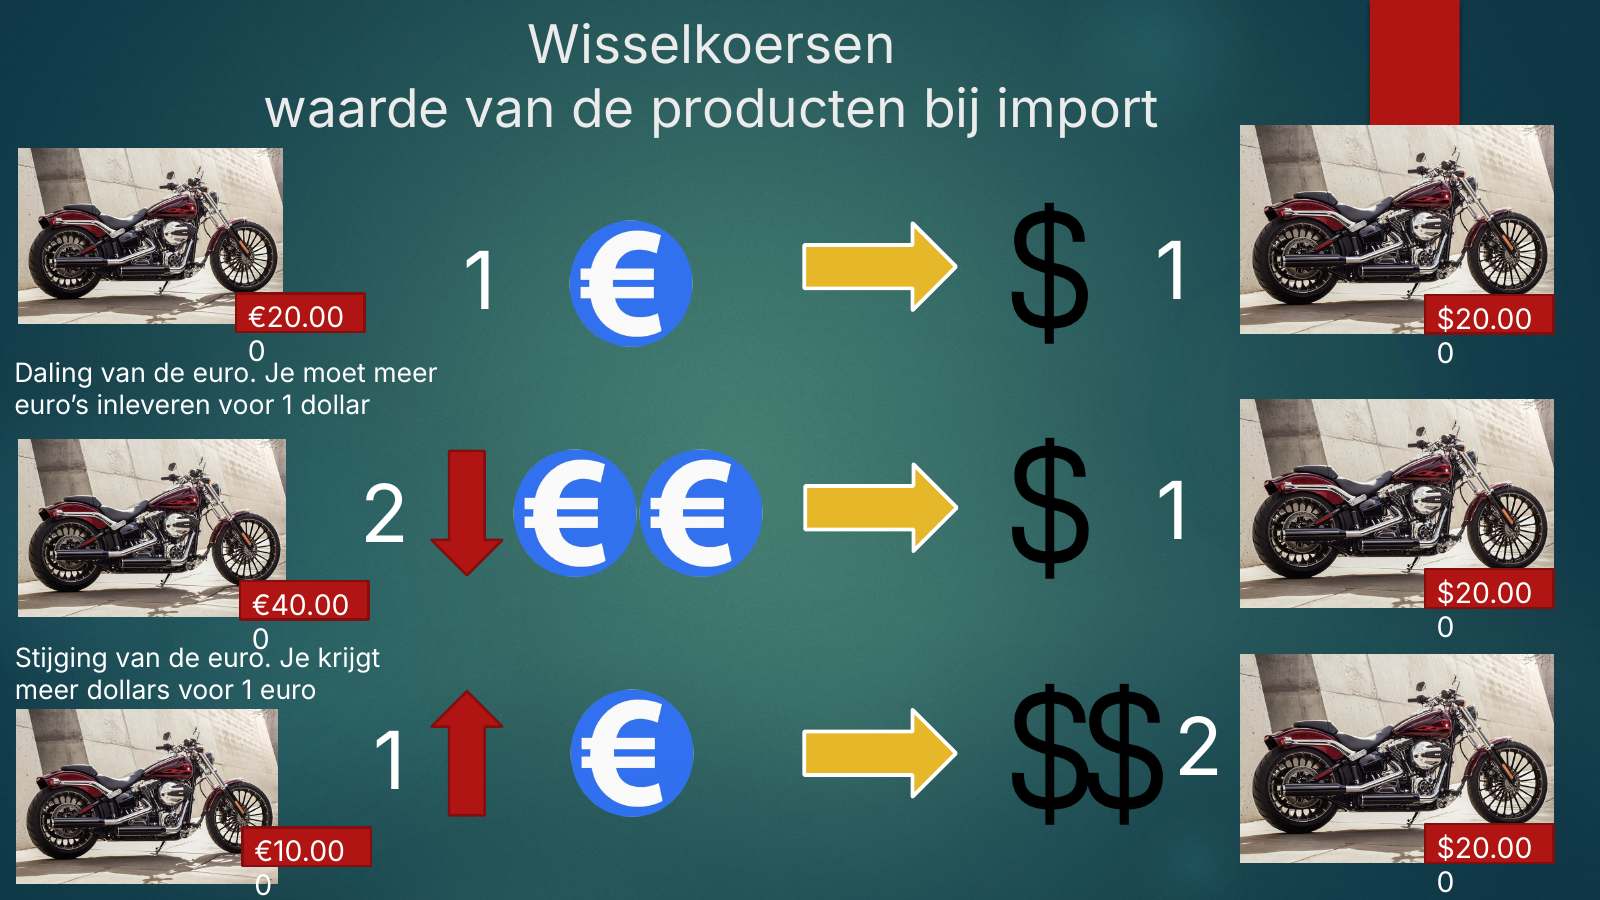 Wisselkoersen
waarde van de producten bij import
€20.00
0
1 € $ 1
$20.00
0
Daling van de euro. Je moet meer
euro’s inleveren voor 1 dollar
€40.00
0
2 €€ $ 1
$20.00
0
Stijging van de euro. Je krijgt
meer dollars voor 1 euro
€10.00
0
1 € $$ 2
$20.00
0